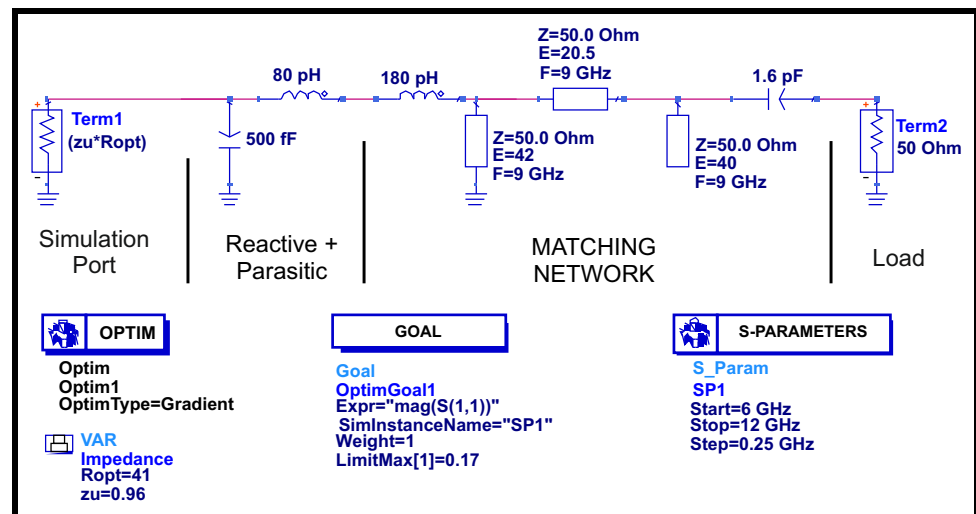 Z=50.0 Ohm
E=20.5
F=9 GHz
80 pH
180 pH
1.6 pF
+
Term1
(zu*Ropt)
-
500 fF
Z=50.0 Ohm
E=42
F=9 GHz
Z=50.0 Ohm
E=40
F=9 GHz
+
Term2
50 Ohm
-
Simulation
Port
Reactive +
Parasitic
MATCHING
NETWORK
Load
OPTIM
Optim
Optim1
OptimType=Gradient
VAR
Impedance
Ropt=41
zu=0.96
GOAL
Goal
OptimGoal1
Expr="mag(S(1,1))"
SimInstanceName="SP1"
Weight=1
LimitMax[1]=0.17
S-PARAMETERS
S_Param
SP1
Start=6 GHz
Stop=12 GHz
Step=0.25 GHz